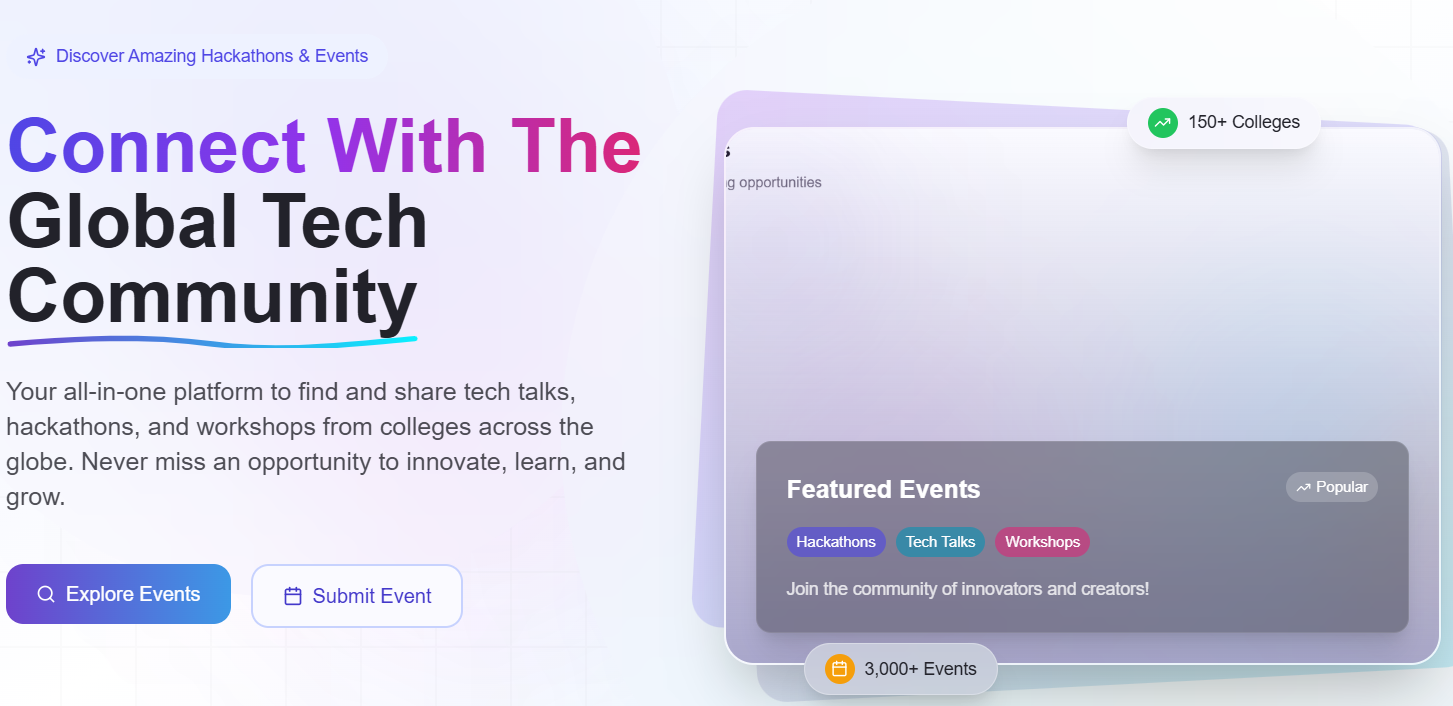 Discover Amazing Hackathons & Events
Connect With The
Global Tech
Community
Your all-in-one platform to find and share tech talks,
hackathons, and workshops from colleges across the
globe. Never miss an opportunity to innovate, learn, and
grow.
Explore Events
Submit Event
150+ Colleges
opportunities
Featured Events
Popular
Hackathons
Tech Talks
Workshops
Join the community of innovators and creators!
3,000+ Events